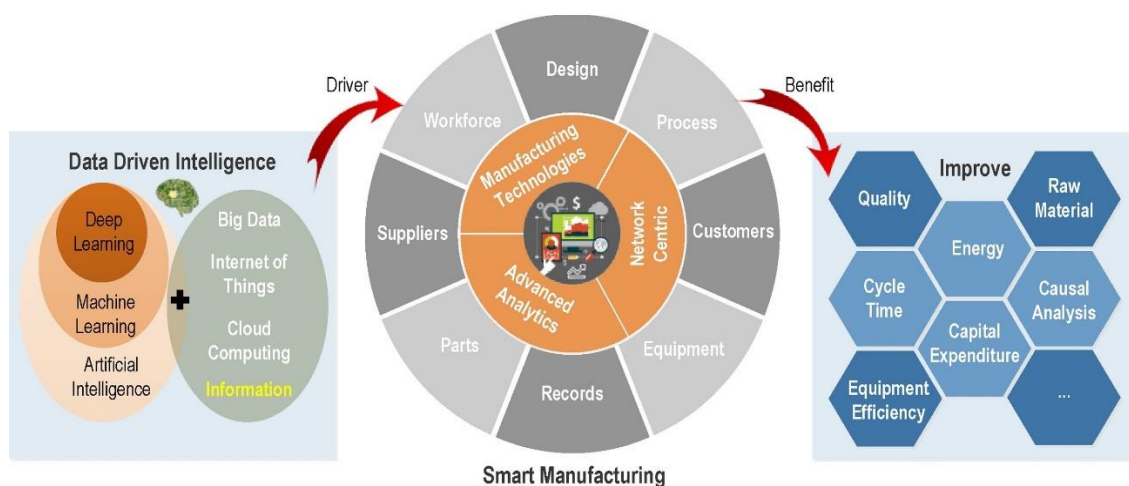 Data Driven Intelligence
Deep
Learning
Machine
Learning
Artificial
Intelligence
+
Big Data
Internet of
Things
Cloud
Computing
Information
Driver
Design
Process
Customers
Equipment
Records
Parts
Suppliers
Workforce
Manufacturing
Technologies
Network
Centric
Advanced
Analytics
$
Smart Manufacturing
Benefit
Improve
Quality
Raw
Material
Energy
Cycle
Time
Causal
Analysis
Capital
Expenditure
Equipment
Efficiency
...